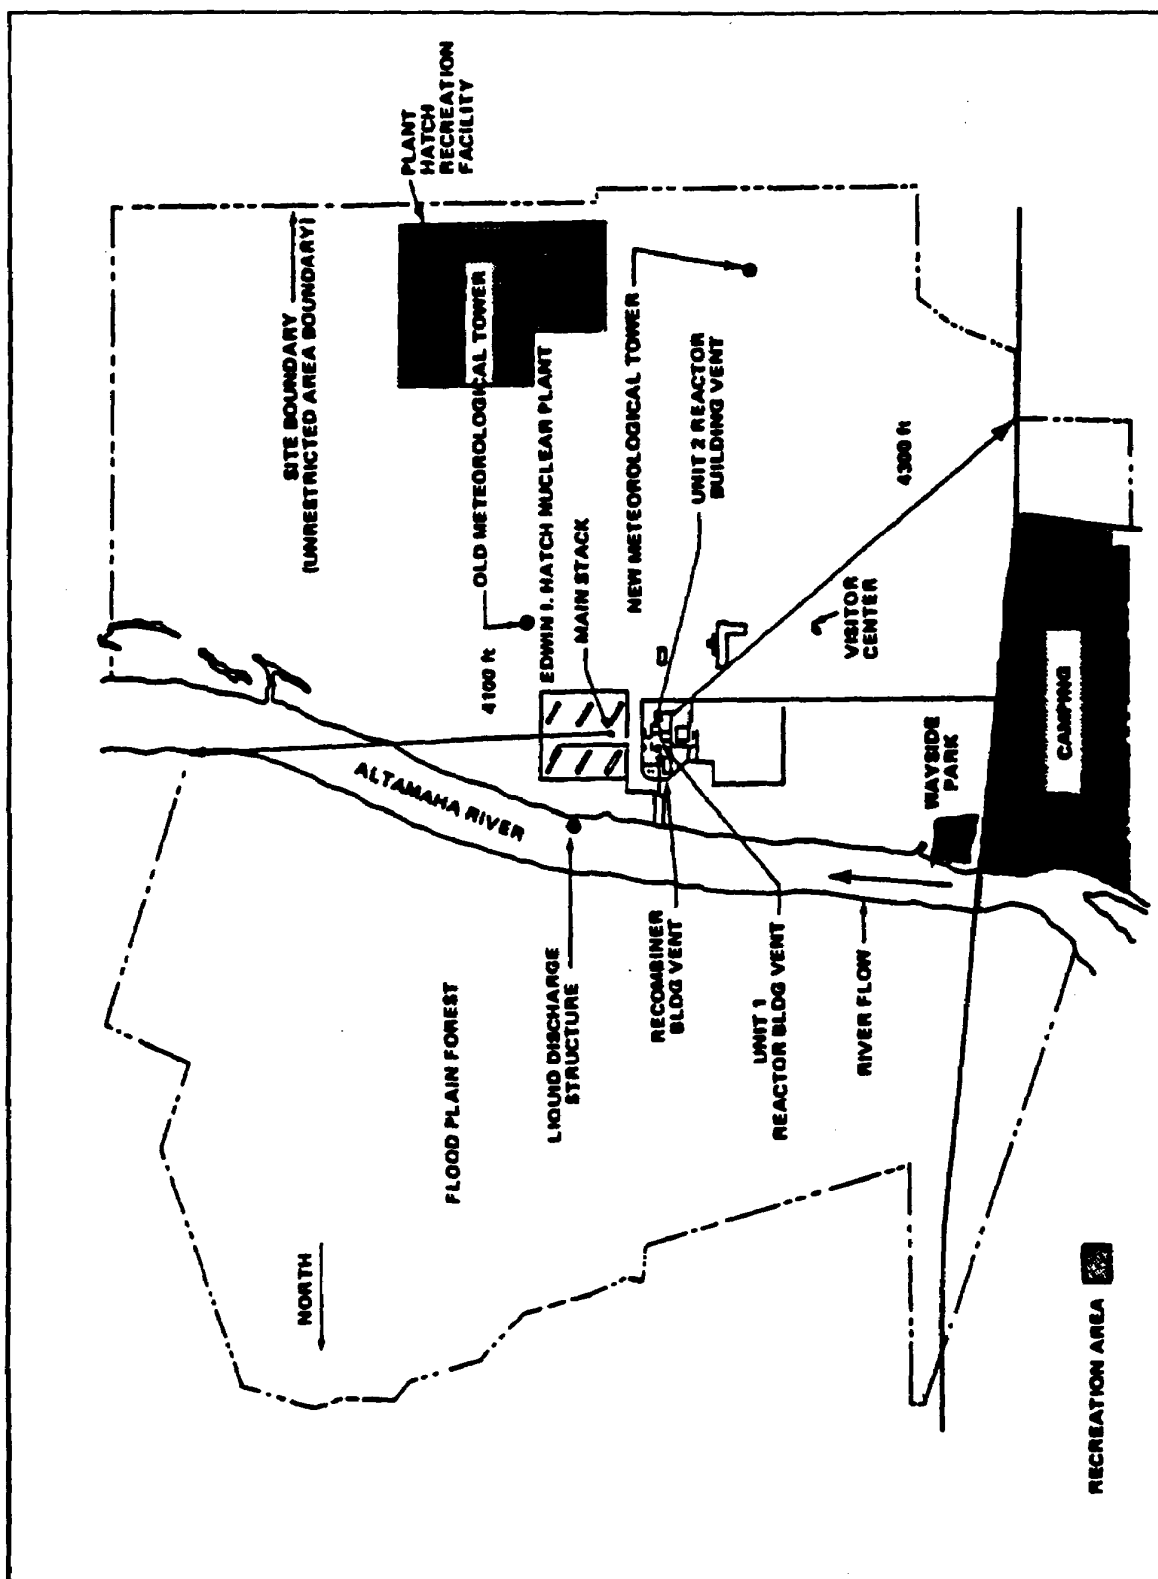 PLANT
HATCH
RECREATION
FACILITY
SITE BOUNDARY
(UNRESTRICTED AREA BOUNDARY)
OLD METEOROLOGICAL TOWER
4100 ft
EDWIN I. HATCH NUCLEAR PLANT
MAIN STACK
NEW METEOROLOGICAL TOWER
UNIT 2 REACTOR
BUILDING VENT
4300 ft
VISITOR
CENTER
WAYSIDE
PARK
CAMPING
ALTAMAHA RIVER
FLOOD PLAIN FOREST
LIQUID DISCHARGE
STRUCTURE
RECOMBINER
BLDG VENT
UNIT 1
REACTOR BLDG VENT
RIVER FLOW
NORTH
RECREATION AREA